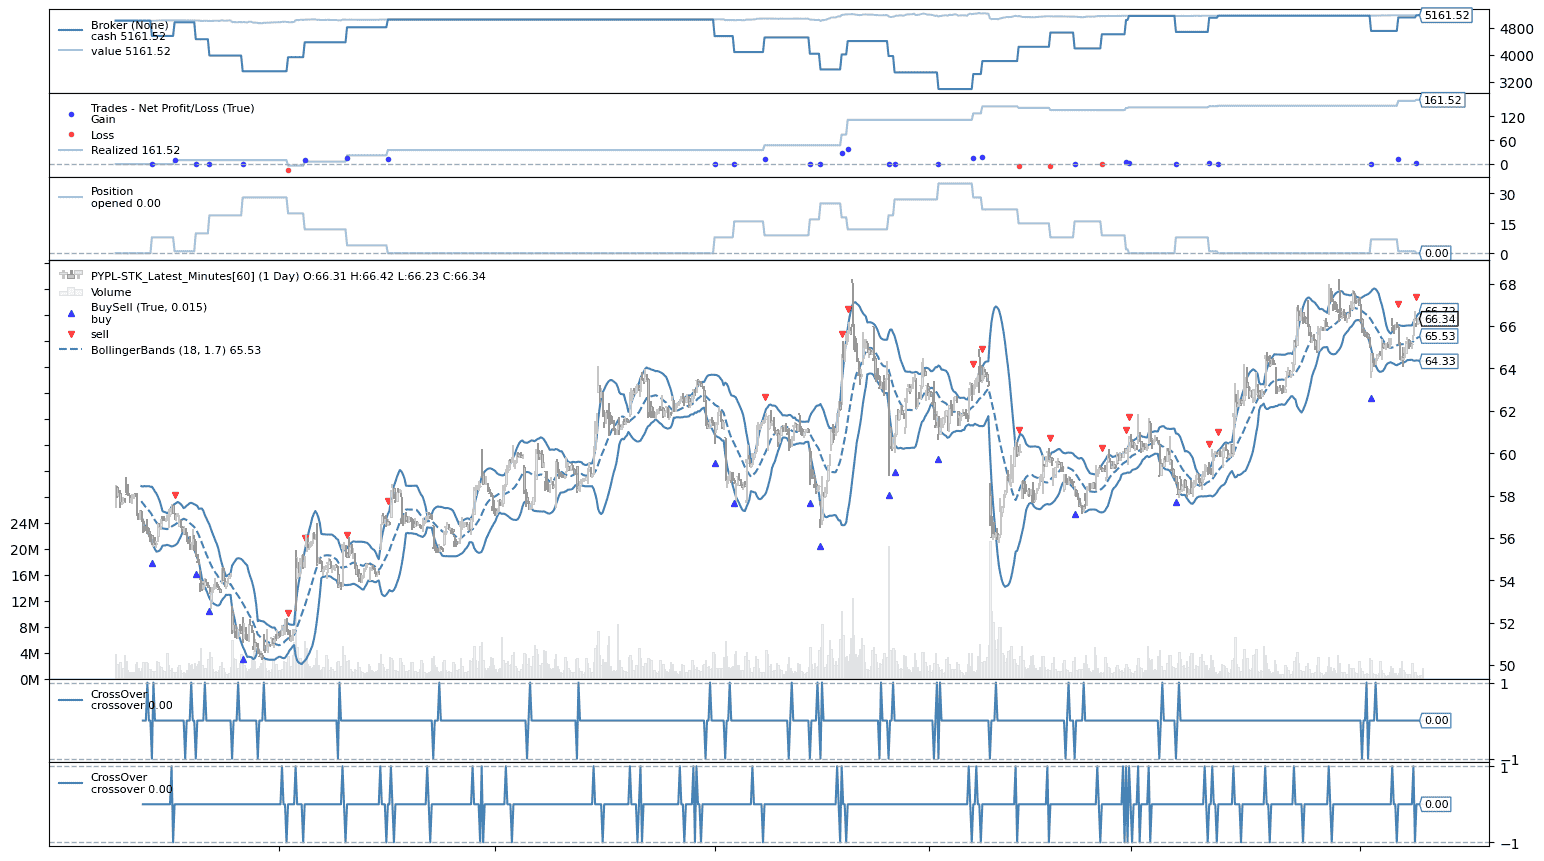 Broker (None)
cash 5161.52
value 5161.52
5161.52
4800
4000
3200
Trades - Net Profit/Loss (True)
Gain
Loss
Realized 161.52
161.52
120
60
0
Position
opened 0.00
30
15
0.00
0
PYPL-STK_Latest_Minutes[60] (1 Day) O:66.31 H:66.42 L:66.23 C:66.34
Volume
BuySell (True, 0.015)
buy
sell
BollingerBands (18, 1.7) 65.53
68
66.34
66
65.53
64.33
64
62
60
58
56
54
52
50
24M
20M
16M
12M
8M
4M
0M
CrossOver
crossover 0.00
1
0.00
−1
CrossOver
crossover 0.00
1
0.00
−1